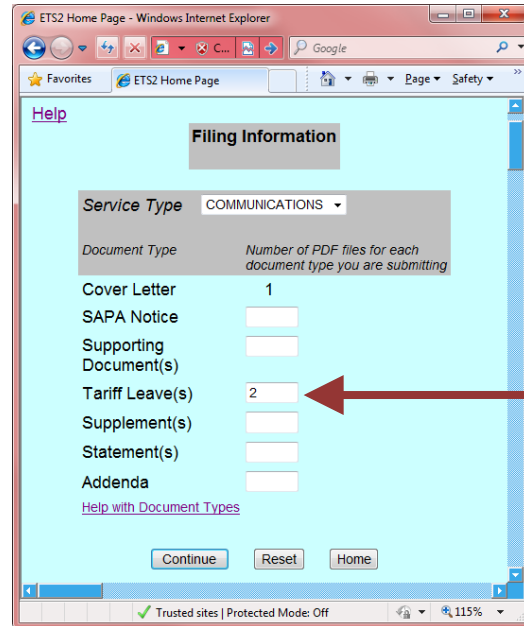 ETS2 Home Page - Windows Internet Explorer
C...
Google
Favorites
ETS2 Home Page
Page
Safety
Help
Filing Information
Service Type COMMUNICATIONS
Document Type Number of PDF files for each
document type you are submitting
Cover Letter 1
SAPA Notice
Supporting
Document(s)
Tariff Leave(s) 2
Supplement(s)
Statement(s)
Addenda
Help with Document Types
Continue Reset Home
Trusted sites | Protected Mode: Off 115%